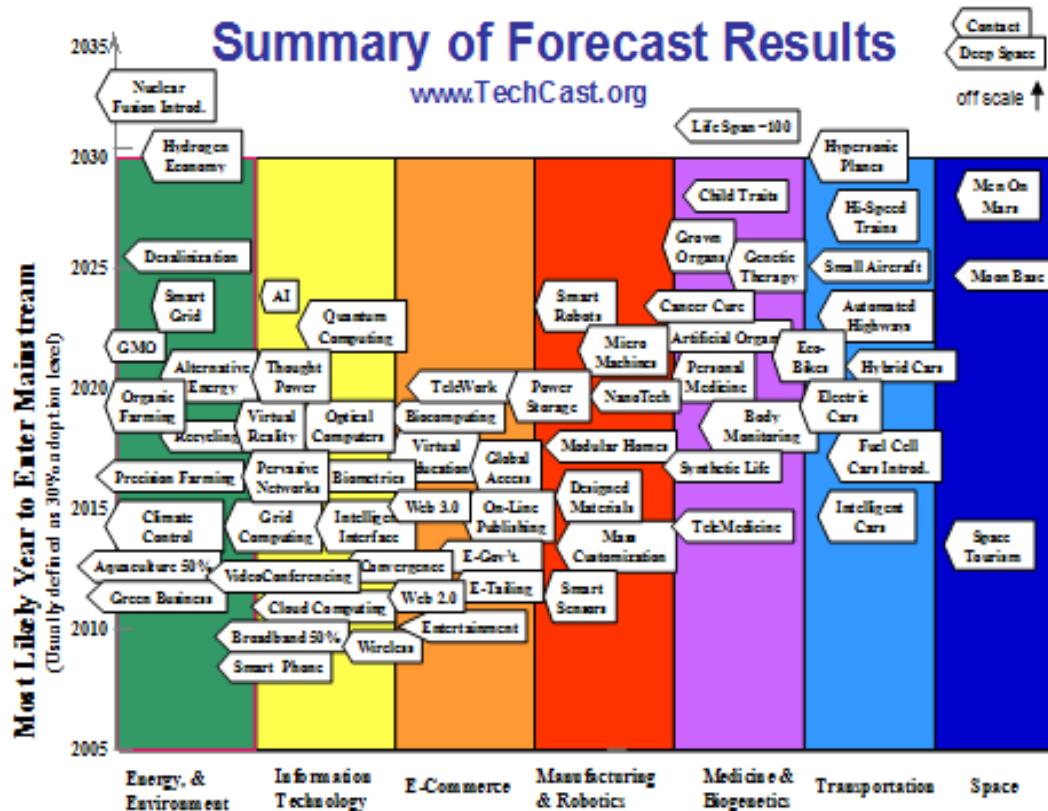 Summary of Forecast Results
www.TechCast.org
Contact
Deep Space
off scale
2035
2030
2025
2020
2015
2010
2005
Most Likely Year to Enter Mainstream
(Usually defined as 30% adoption level)
Nuclear
Fusion Introd.
Hydrogen
Economy
Desalinization
Smart
Grid
GMO
Alternative
Energy
Organic
Farming
Recycling
Precision Farming
Climate
Control
Aquaculture 50%
Green Business
AI
Quantum
Computing
Thought
Power
Virtual
Reality
Optical
Computers
Pervasive
Networks
Biometrics
Grid
Computing
Intelligent
Interface
VideoConferencing
Convergence
Cloud Computing
Broadband 50%
Wireless
Smart Phone
TeleWork
Biocomputing
Virtual
Global
Access
Web 3.0
On-Line
Publishing
E-Gov't.
E-Tailing
Web 2.0
Entertainment
Smart
Robots
Micro
Machines
Power
Storage
NanoTech
Modular Homes
Designed
Materials
Mass
Customization
Smart
Sensors
Life Span ~100
Child Traits
Grown
Organs
Genetic
Therapy
Cancer Cure
Artificial Organ
Personal
Medicine
Body
Monitoring
Synthetic Life
TeleMedicine
Hypersonic
Planes
Hi-Speed
Trains
Small Aircraft
Automated
Highways
Eco-
Bikes
Hybrid Cars
Electric
Cars
Fuel Cell
Cars Introd.
Intelligent
Cars
Men On
Mars
Moon Base
Space
Tourism
Energy, &
Environment
Information
Technology
E-Commerce
Manufacturing
& Robotics
Medicine &
Biogenetics
Transportation
Space